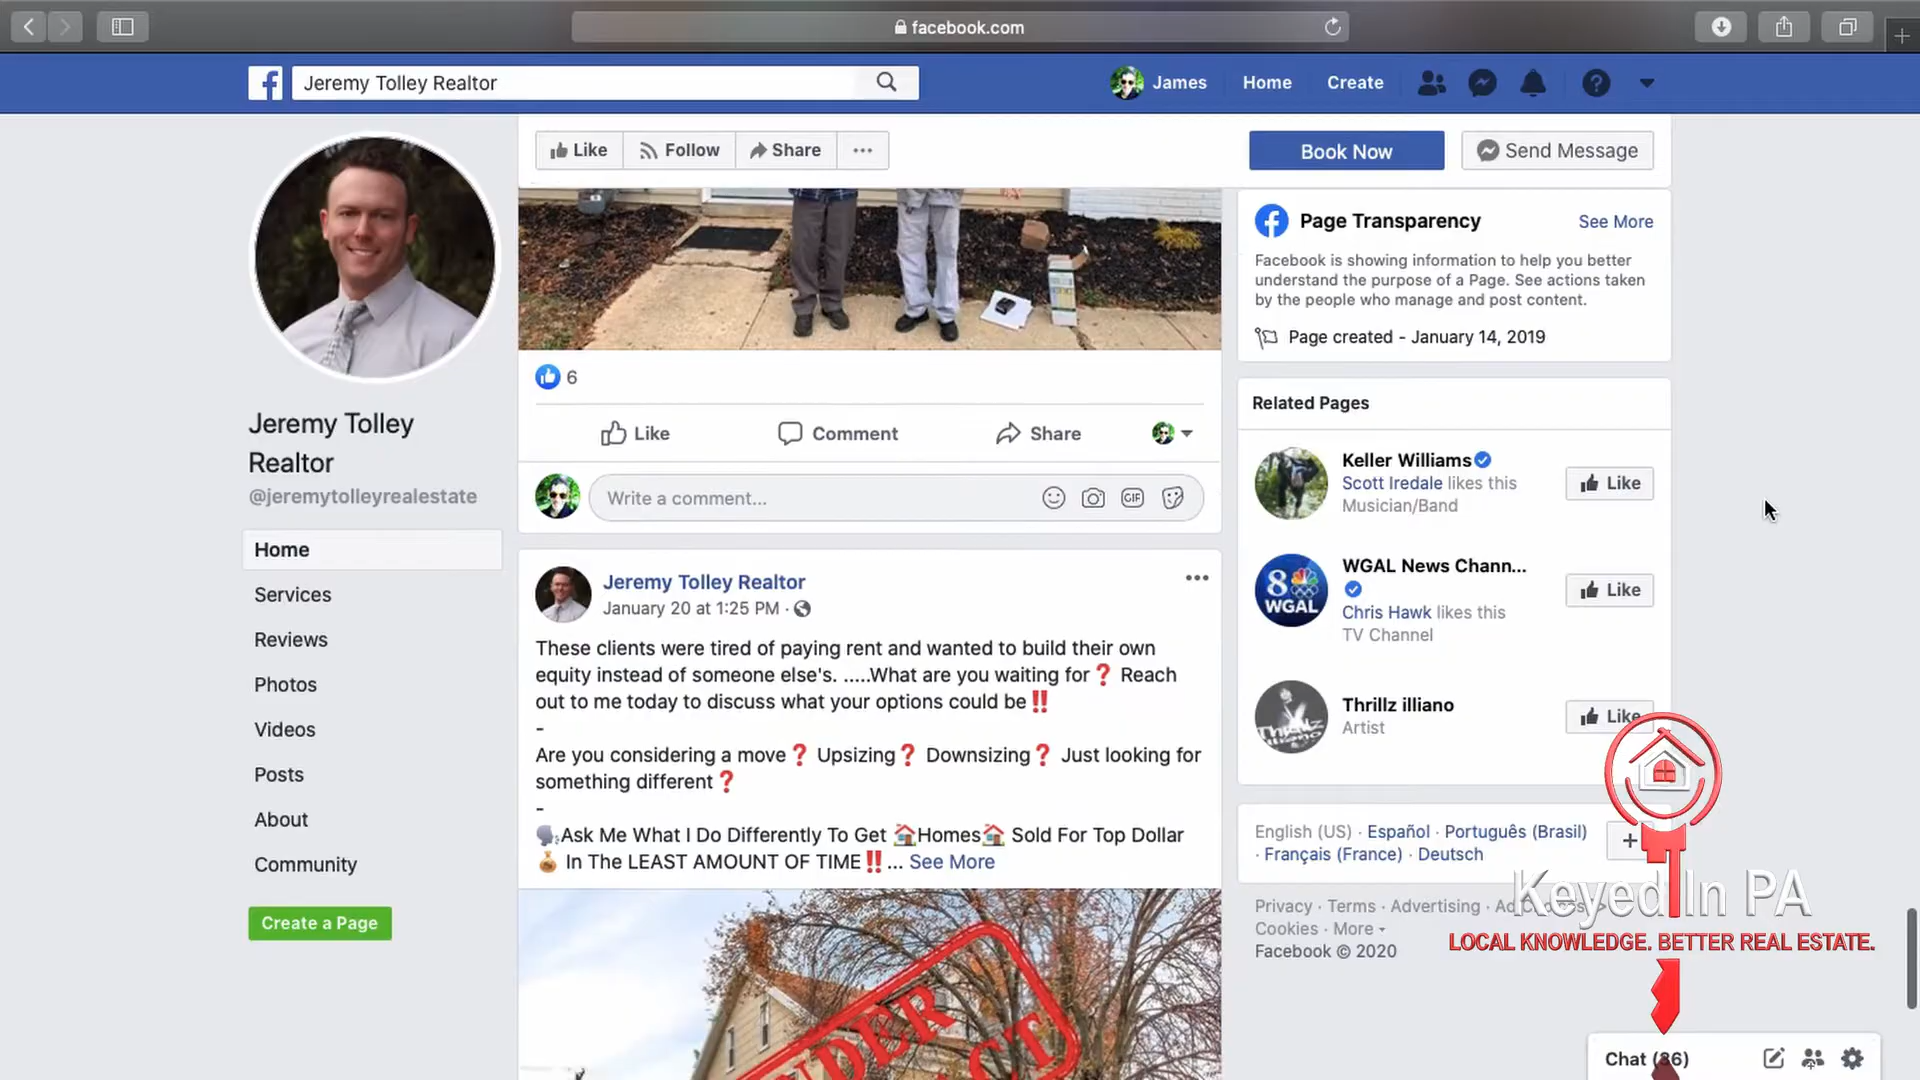 facebook.com
Jeremy Tolley Realtor
James
Home
Create
Like
Follow
Share
Book Now
Send Message
Jeremy Tolley
Realtor
@jeremytolleyrealestate
Home
Services
Reviews
Photos
Videos
Posts
About
Community
Create a Page
6
Like
Comment
Share
Write a comment...
GIF
Jeremy Tolley Realtor
January 20 at 1:25 PM ·
These clients were tired of paying rent and wanted to build their own
equity instead of someone else's. .....What are you waiting for❓ Reach
out to me today to discuss what your options could be‼️
-
Are you considering a move❓ Upsizing❓ Downsizing❓ Just looking for
something different❓
-
🗣Ask Me What I Do Differently To Get 🏠Homes🏠 Sold For Top Dollar
💰 In The LEAST AMOUNT OF TIME‼️... See More
Page Transparency
See More
Facebook is showing information to help you better
understand the purpose of a Page. See actions taken
by the people who manage and post content.
Page created - January 14, 2019
Related Pages
Keller Williams
Scott Iredale likes this
Musician/Band
Like
8
WGAL
WGAL News Chann...
Chris Hawk likes this
TV Channel
Like
Thrillz illiano
Artist
Like
English (US) · Español · Português (Brasil)
· Français (France) · Deutsch
Privacy · Terms · Advertising ·
Cookies · More
Facebook © 2020
Keyed In PA
LOCAL KNOWLEDGE. BETTER REAL ESTATE.
Chat